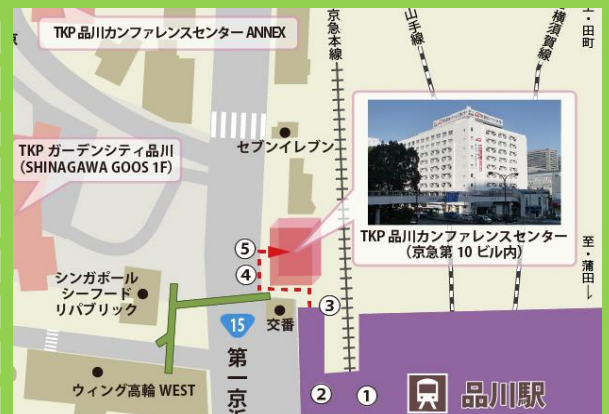 TKP品川カンファレンスセンター ANNEX
京急本線
山手線
横須賀線
至・田町
セブンイレブン
TKP ガーデンシティ品川
(SHINAGAWA GOOS 1F)
TKP品川カンファレンスセンター
(京急第10ビル内)
⑤
④
③
至・蒲田
シンガポール
シーフード
リパブリック
15
交番
第一京浜
ウィング高輪 WEST
②
①
品川駅